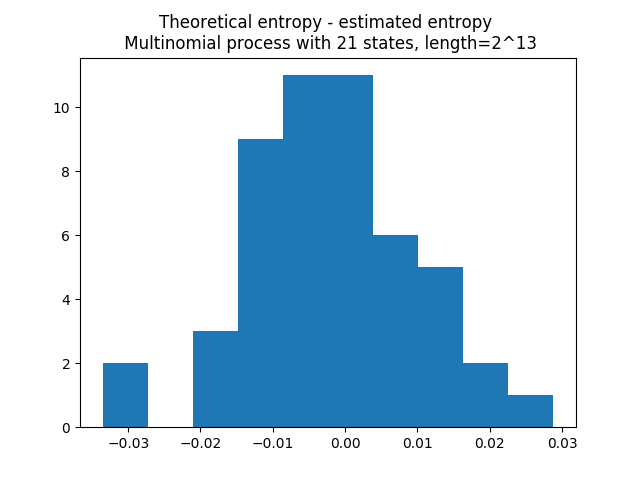 Theoretical entropy - estimated entropy
Multinomial process with 21 states, length=2^13
10
8
6
4
2
0
−0.03 −0.02 −0.01 0.00 0.01 0.02 0.03